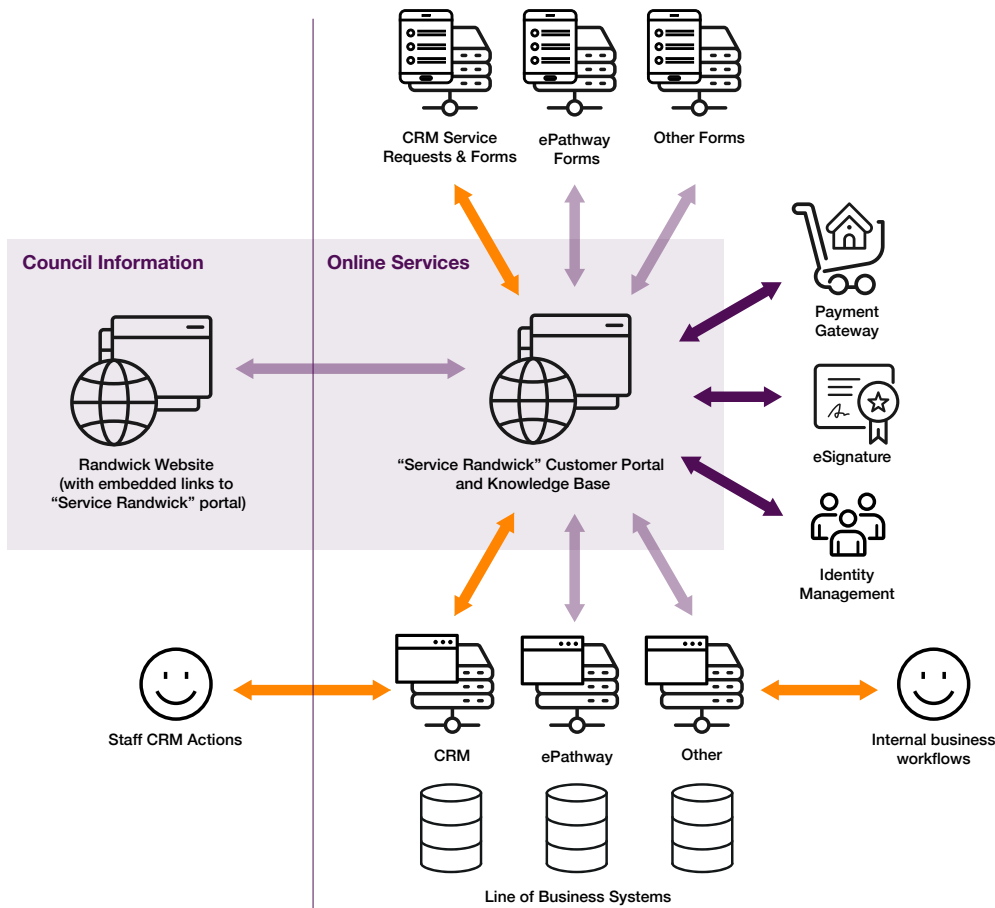 CRM Service
Requests & Forms
ePathway
Forms
Other Forms
Council Information
Online Services
Payment
Gateway
eSignature
Randwick Website
(with embedded links to
“Service Randwick” portal)
“Service Randwick” Customer Portal
and Knowledge Base
Identity
Management
Staff CRM Actions
CRM
ePathway
Other
Internal business
workflows
Line of Business Systems